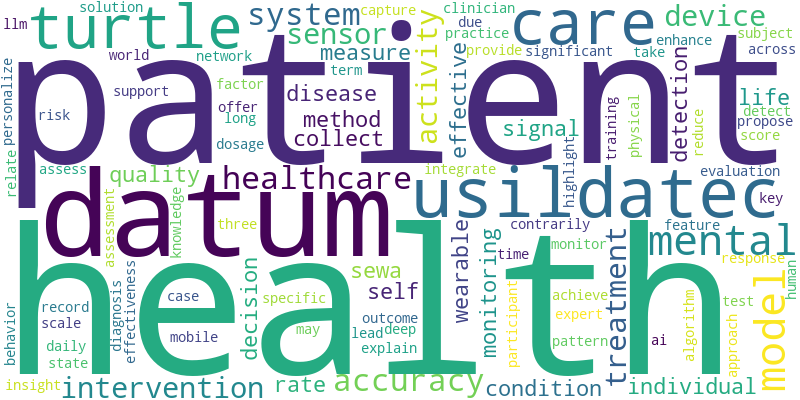 solution
llm
turtle
system
capture
clinician
due
care
device
sensor
practice
enhance
subject
world
network
measure
activity
effective
provide
significant
take
across
patient
personalize
term
factor
disease
support
offer
life
risk
long
method
signal
training
physical
detection
propose
detect
dosage
collect
reduce
score
relate
assess
quality
healthcare
integrate
highlight
evaluation
datum
usildatec
key
assessment
knowledge
three
contrarily
feature
wearable
monitoring
time
monitor
mental
response
health
decision
sewa
treatment
human
diagnosis
effectiveness
specific
self
behavior
record
case
participant
achieve
test
model
scale
outcome
expert
algorithm
approach
mobile
may
lead
deep
pattern
ai
daily
state
explain
insight
intervention
rate
accuracy
condition
individual